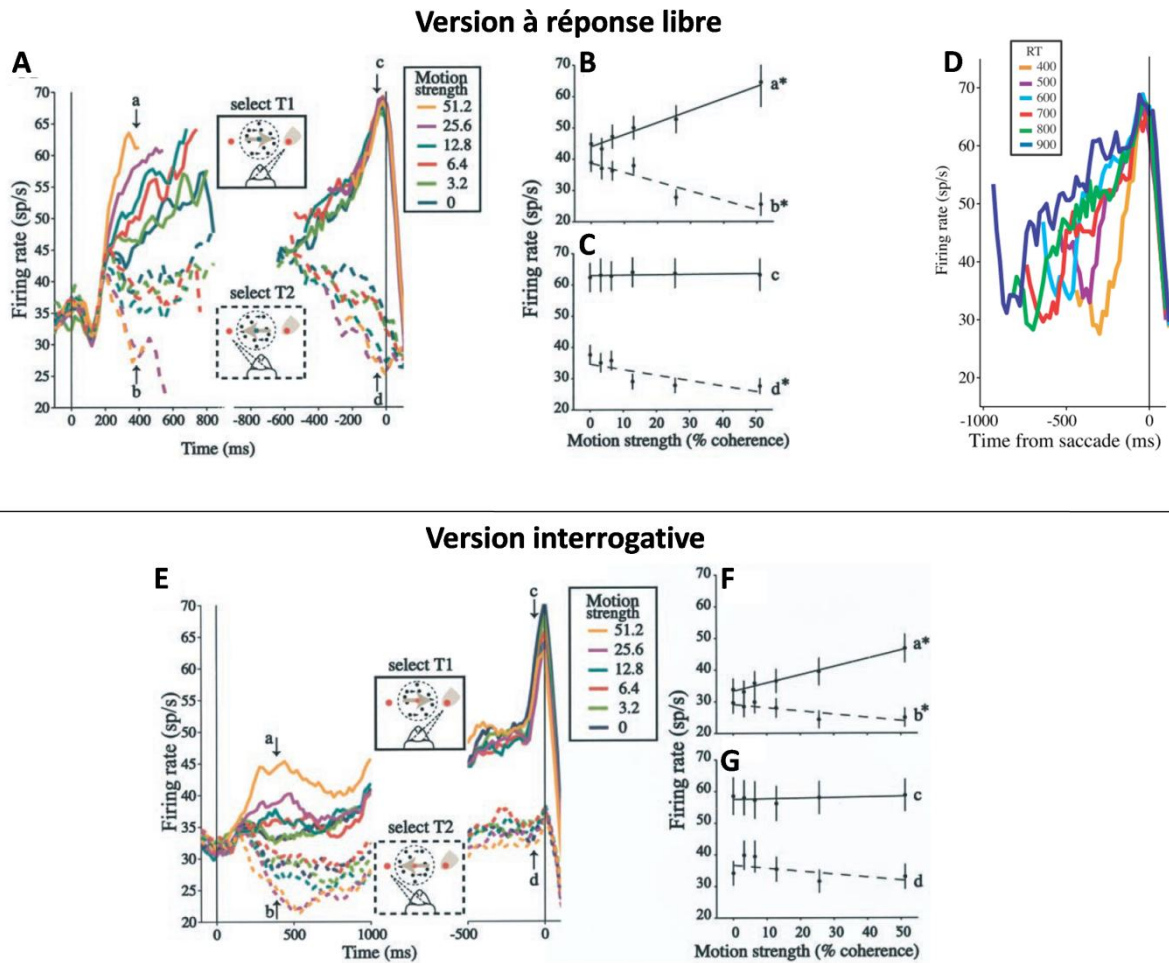 Version à réponse libre
A
Firing rate (sp/s)
70
65
60
55
50
45
40
35
30
25
20
a
b
c
d
select T1
select T2
0 200 400 600 800
-800 -600 -400 -200 0
Time (ms)
Motion
strength
51.2
25.6
12.8
6.4
3.2
0
B
Firing rate (sp/s)
70
60
50
40
30
20
a*
b*
C
70
60
50
40
30
20
c
d*
0 10 20 30 40 50
Motion strength (% coherence)
D
RT
400
500
600
700
800
900
Firing rate (sp/s)
70
60
50
40
30
20
-1000 -500 0
Time from saccade (ms)
Version interrogative
E
Firing rate (sp/s)
70
65
60
55
50
45
40
35
30
25
20
a
b
c
d
select T1
select T2
0 500 1000
-500 0
Time (ms)
Motion
strength
51.2
25.6
12.8
6.4
3.2
0
F
Firing rate (sp/s)
70
60
50
40
30
20
a*
b*
G
70
60
50
40
30
20
c
d
0 10 20 30 40 50
Motion strength (% coherence)